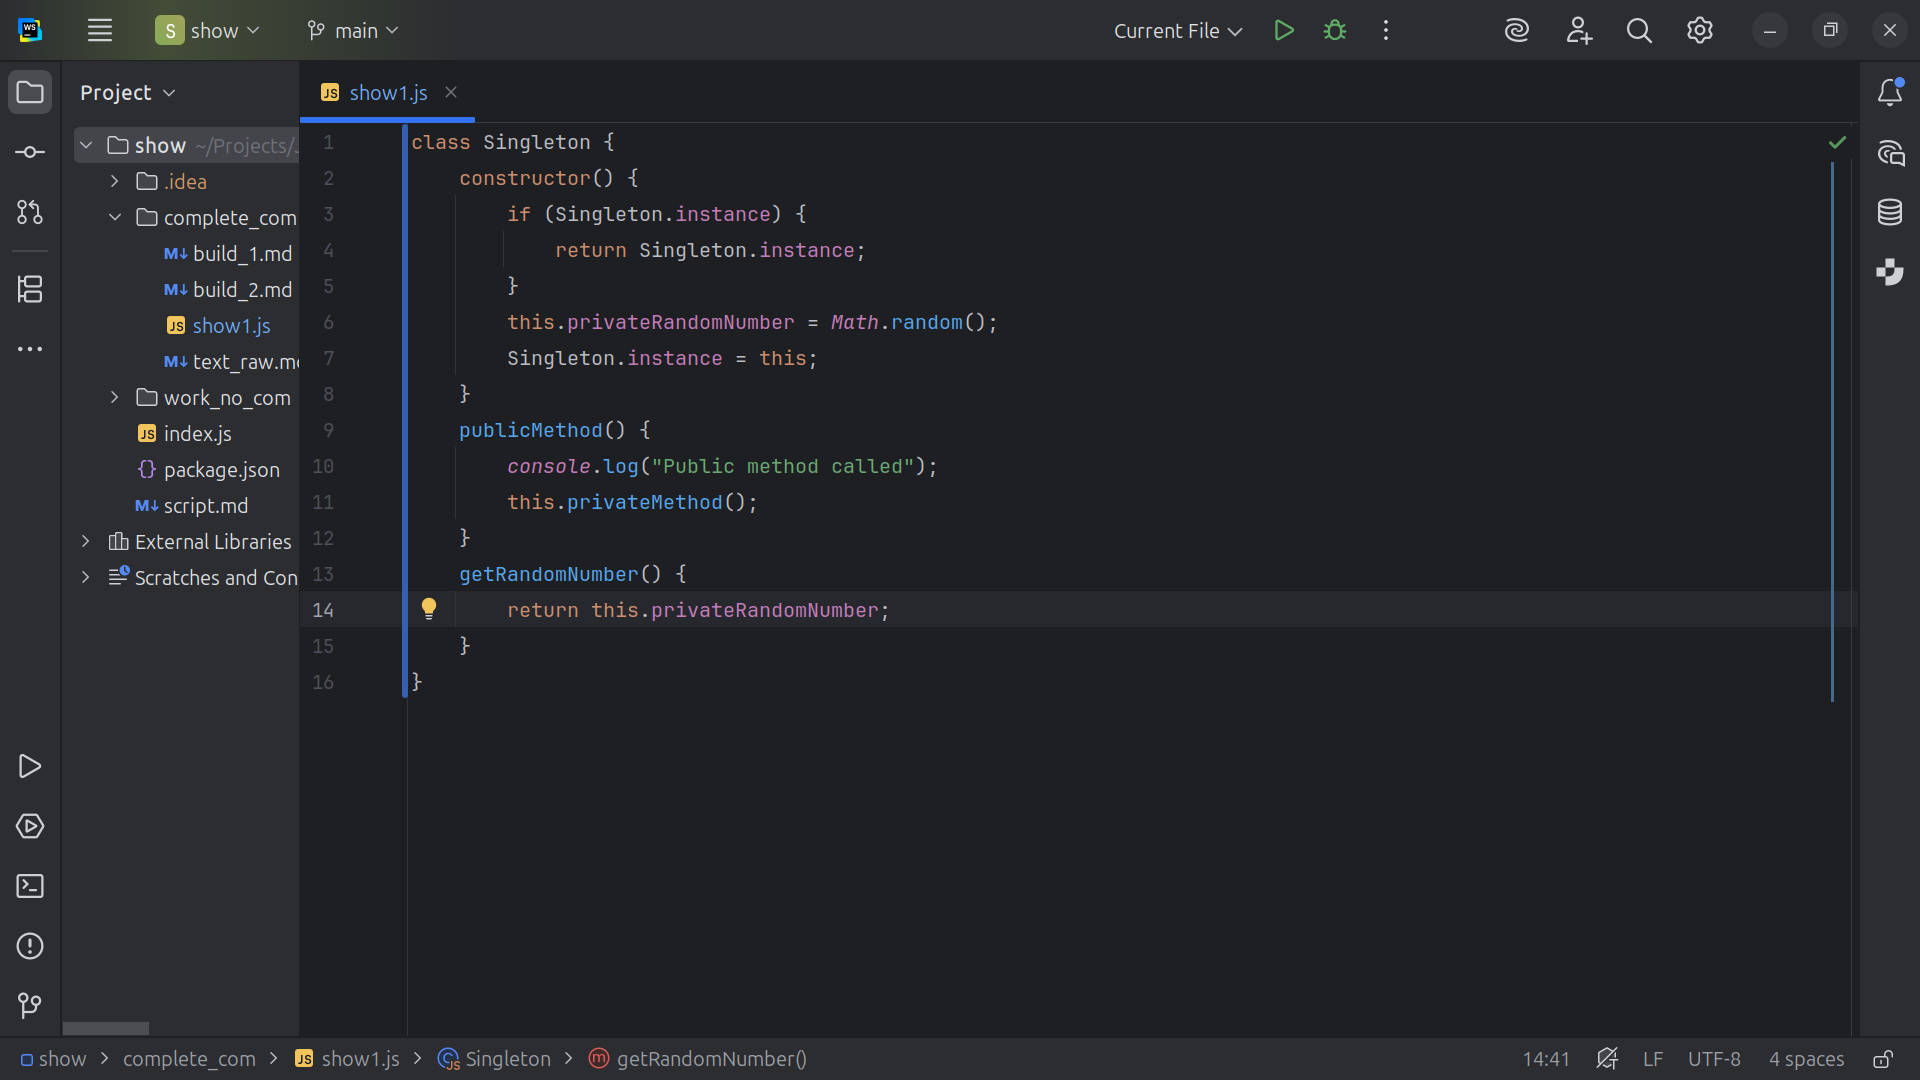 WS
S show
main
Current File
Project
show1.js
show ~/Projects/
.idea
complete_com
build_1.md
build_2.md
JS show1.js
text_raw.m
work_no_com
JS index.js
{} package.json
script.md
External Libraries
Scratches and Con
1 class Singleton {
2 constructor() {
3 if (Singleton.instance) {
4 return Singleton.instance;
5 }
6 this.privateRandomNumber = Math.random();
7 Singleton.instance = this;
8 }
9 publicMethod() {
10 console.log("Public method called");
11 this.privateMethod();
12 }
13 getRandomNumber() {
14 return this.privateRandomNumber;
15 }
16 }
show > complete_com > JS show1.js > Singleton > m getRandomNumber()
14:41 LF UTF-8 4 spaces